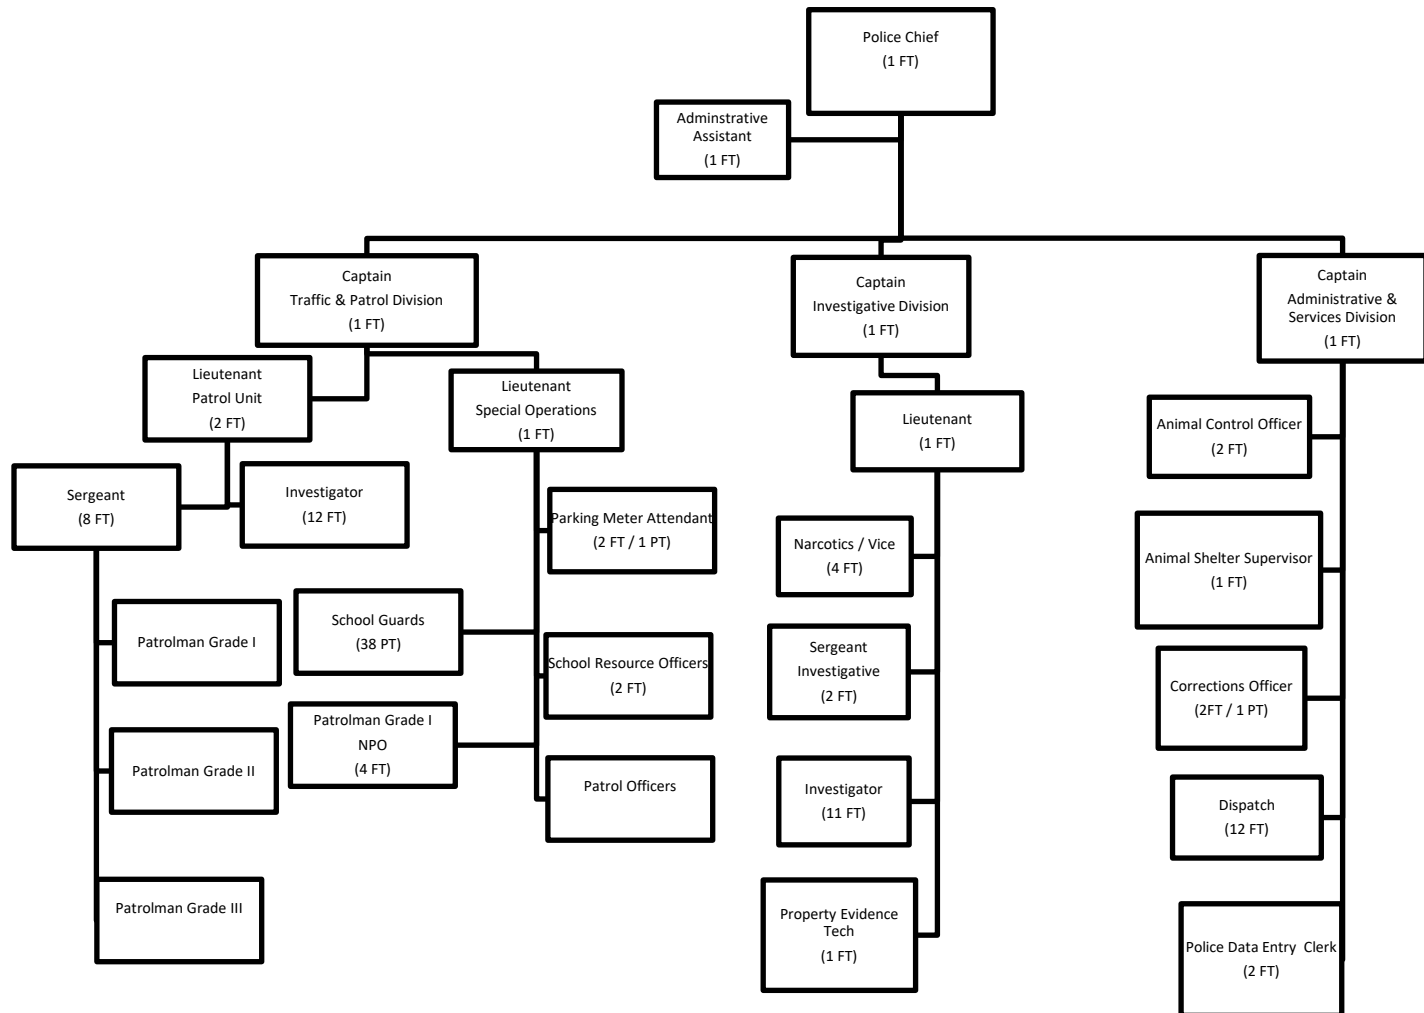 Police Chief
(1 FT)
Adminstrative
Assistant
(1 FT)
Captain
Traffic & Patrol Division
(1 FT)
Captain
Investigative Division
(1 FT)
Captain
Administrative &
Services Division
(1 FT)
Lieutenant
Patrol Unit
(2 FT)
Lieutenant
Special Operations
(1 FT)
Lieutenant
(1 FT)
Sergeant
(8 FT)
Investigator
(12 FT)
Patrolman Grade I
Patrolman Grade II
Patrolman Grade III
Parking Meter Attendant
(2 FT / 1 PT)
School Guards
(38 PT)
School Resource Officers
(2 FT)
Patrolman Grade I
NPO
(4 FT)
Patrol Officers
Narcotics / Vice
(4 FT)
Sergeant
Investigative
(2 FT)
Investigator
(11 FT)
Property Evidence
Tech
(1 FT)
Animal Control Officer
(2 FT)
Animal Shelter Supervisor
(1 FT)
Corrections Officer
(2FT / 1 PT)
Dispatch
(12 FT)
Police Data Entry Clerk
(2 FT)